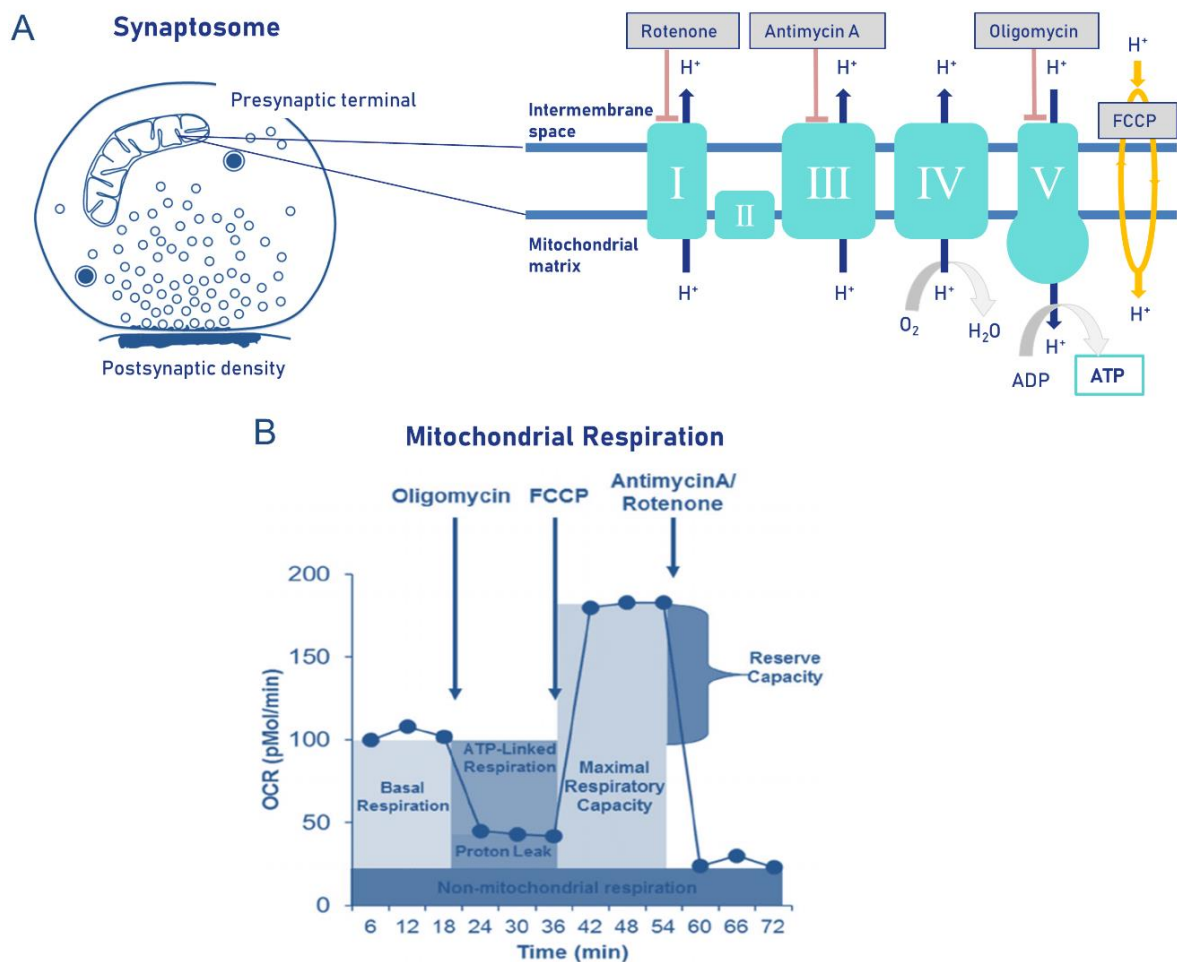 A
Synaptosome
Presynaptic terminal
Postsynaptic density
Rotenone
Antimycin A
Oligomycin
H⁺
H⁺
H⁺
H⁺
H⁺
FCCP
Intermembrane
space
I
II
III
IV
V
Mitochondrial
matrix
H⁺
H⁺
H⁺
H⁺
H⁺
O₂
H₂O
ADP
ATP
B
Mitochondrial Respiration
Oligomycin
FCCP
AntimycinA/
Rotenone
OCR (pMol/min)
200
150
100
50
0
Basal
Respiration
ATP-Linked
Respiration
Proton Leak
Maximal
Respiratory
Capacity
Reserve
Capacity
Non-mitochondrial respiration
6 12 18 24 30 36 42 48 54 60 66 72
Time (min)